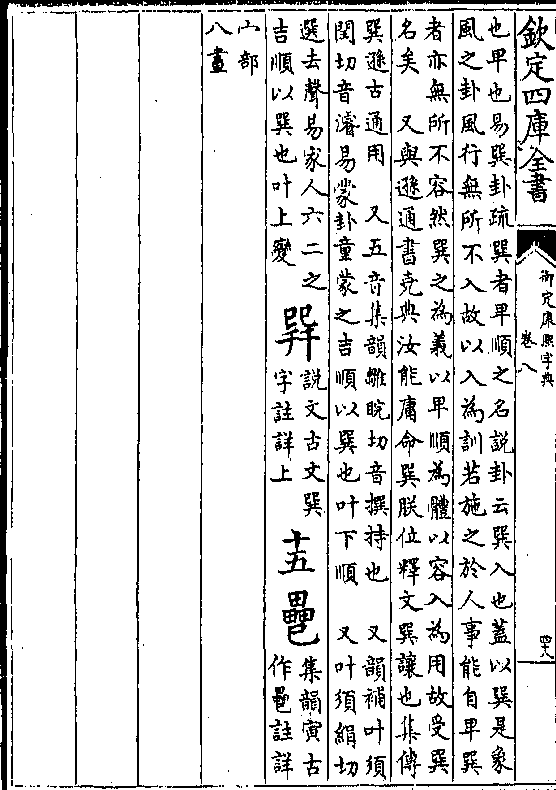 欽定四庫全書
御定康熙字典
卷八
也卑也易巽卦疏巽者卑順之名說卦云巽入也蓋以巽是象
風之卦風行無所不入故以入為訓若施之於人事能自卑巽
者亦無所不容然巽之為義以卑順為體以容入為用故受巽
名矣　又與遜通書堯典汝能庸命巽朕位釋文巽讓也集傳
巽遜古通用　又五音集韻雛睆切音撰持也　又韻補叶須
閏切音濬易蒙卦童蒙之吉順以巽也叶下順　又叶須絹切
選去聲易家人六二之
吉順以巽也叶上變
說文古文巽
字註詳上
十五
集韻寅古
作註詳
宀部
八畫